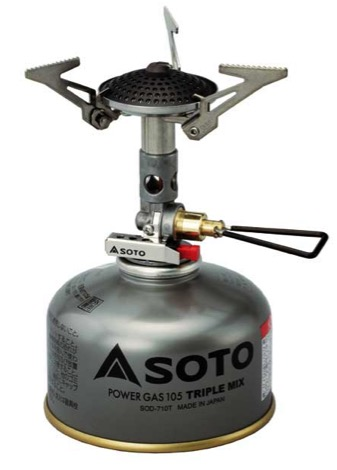 SOTO
SOTO
POWER GAS 105 TRIPLE MIX
SOD-710T MADE IN JAPAN